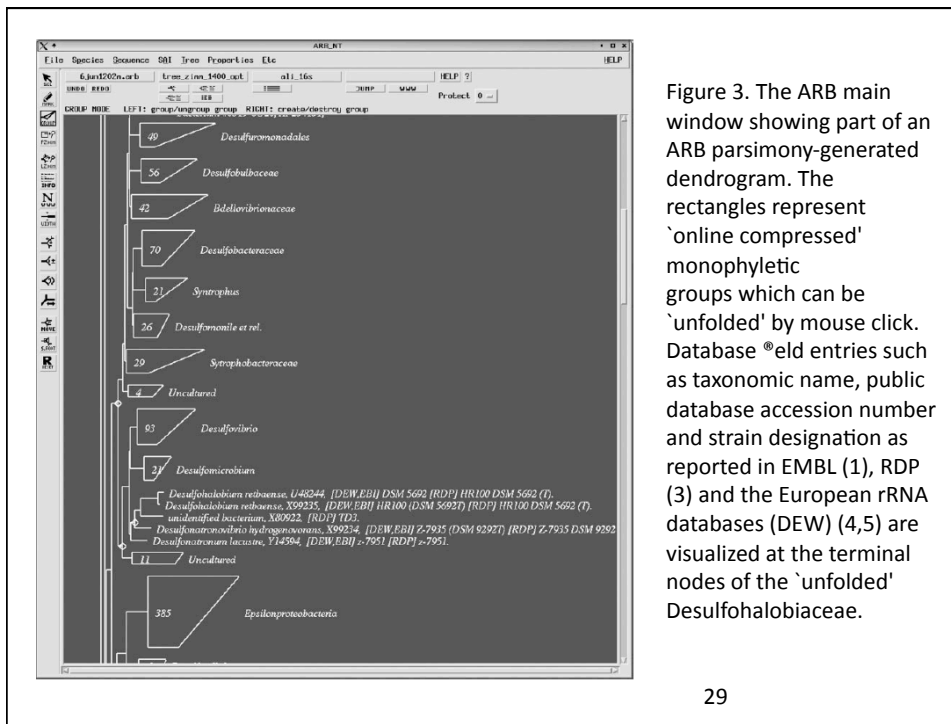 ARB_NT
File Species Sequence SAI Tree Properties Etc HELP
6jun1202m.arb tree_zinn_1400_opt ali_16s HELP ?
UNDO REDO JUMP WWW Protect 0
GROUP MODE LEFT: group/ungroup group RIGHT: create/destroy group
49 Desulfuromonadales
56 Desulfobulbaceae
42 Bdellovibrionaceae
70 Desulfobacteraceae
21 Syntrophus
26 Desulfomonile et rel.
29 Sytrophobacteraceae
4 Uncultured
93 Desulfovibrio
21 Desulfomicrobium
Desulfohalobium retbaense, U48244, [DEW,EBI] DSM 5692 [RDP] HR100 DSM 5692 (T).
Desulfohalobium retbaense, X99235, [DEW,EBI] HR100 (DSM 5692T) [RDP] HR100 DSM 5692 (T).
unidentified bacterium, X80922, [RDP] TD3.
Desulfonatronovibrio hydrogenovorans, X99234, [DEW,EBI] Z-7935 (DSM 9292T) [RDP] Z-7935 DSM 9292
Desulfonatronum lacustre, Y14594, [DEW,EBI] z-7951 [RDP] z-7951.
11 Uncultured
385 Epsilonproteobacteria
INFO
WWW
WIDTH
MOVE
R
Figure 3. The ARB main
window showing part of an
ARB parsimony-generated
dendrogram. The
rectangles represent
`online compressed'
monophyletic
groups which can be
`unfolded' by mouse click.
Database ®eld entries such
as taxonomic name, public
database accession number
and strain designation as
reported in EMBL (1), RDP
(3) and the European rRNA
databases (DEW) (4,5) are
visualized at the terminal
nodes of the `unfolded'
Desulfohalobiaceae.
29